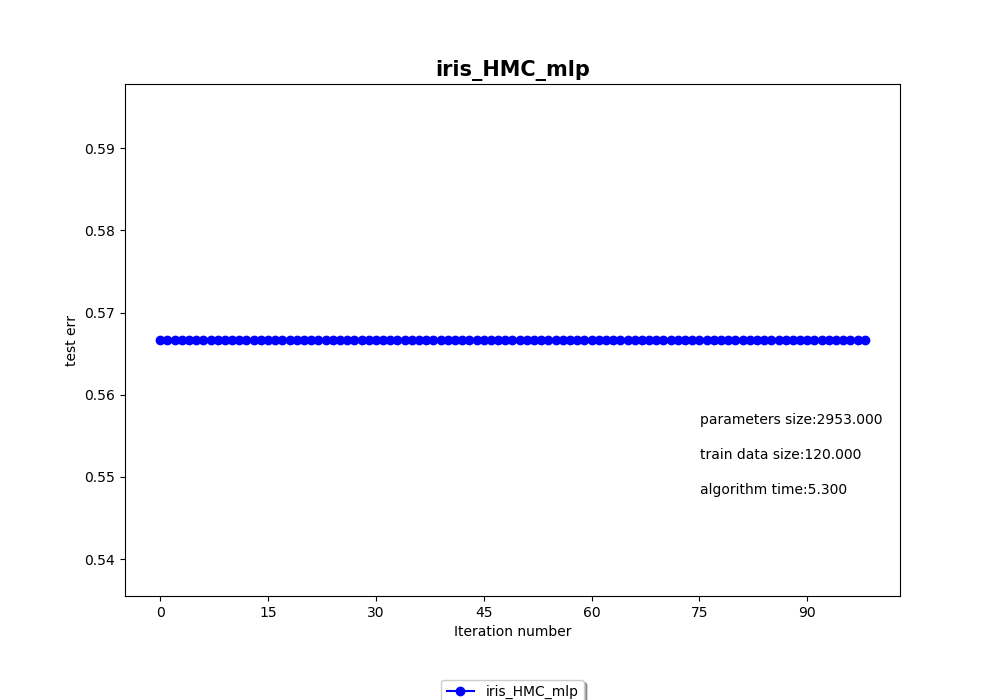 iris_HMC_mlp
0.59
0.58
0.57
0.56
0.55
0.54
test err
parameters size:2953.000
train data size:120.000
algorithm time:5.300
0 15 30 45 60 75 90
Iteration number
iris_HMC_mlp